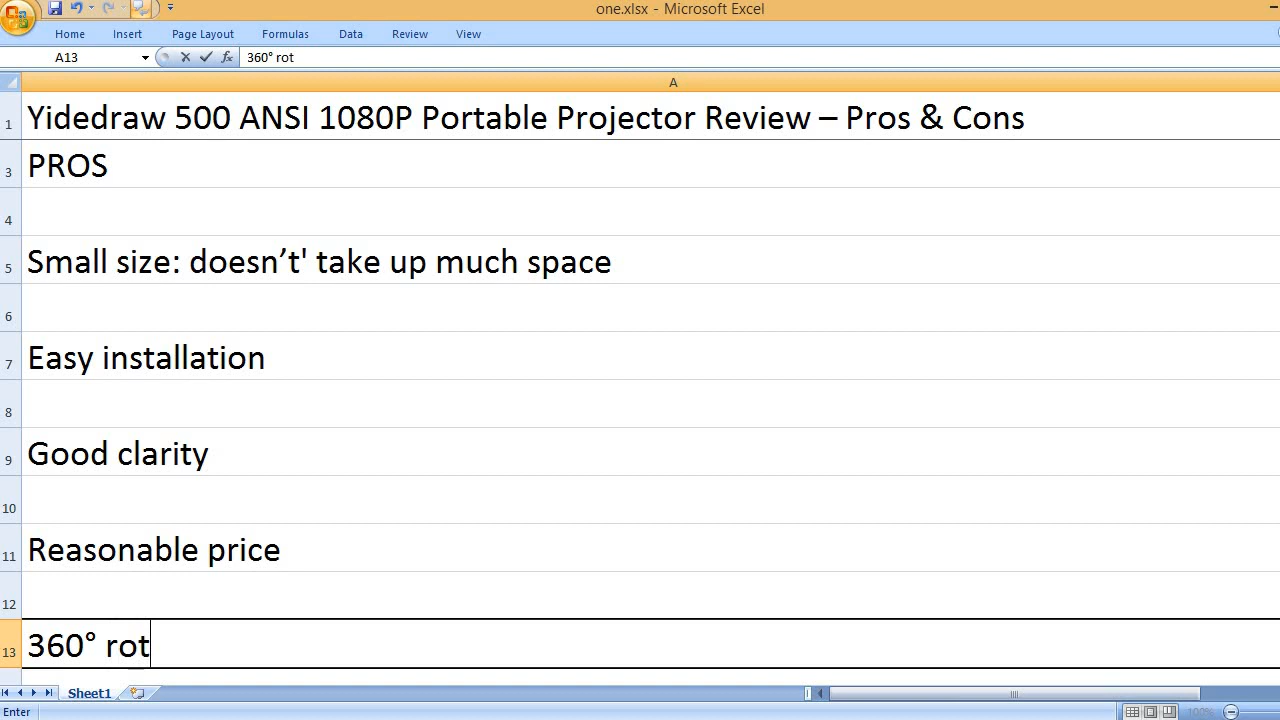 one.xlsx - Microsoft Excel
Home Insert Page Layout Formulas Data Review View
A13 fx 360° rot
A
1 Yidedraw 500 ANSI 1080P Portable Projector Review – Pros & Cons
3 PROS
4
5 Small size: doesn’t' take up much space
6
7 Easy installation
8
9 Good clarity
10
11 Reasonable price
12
13 360° rot
Sheet1
Enter 100%